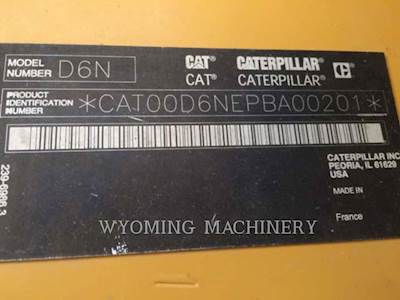 MODEL NUMBER D6N
CAT CATERPILLAR C
CAT® CATERPILLAR®
PRODUCT IDENTIFICATION NUMBER *CAT00D6NEPBA00201*
CATERPILLAR INC.
PEORIA, IL 61629
USA
MADE IN
France
239-6986 3
WYOMING MACHINERY